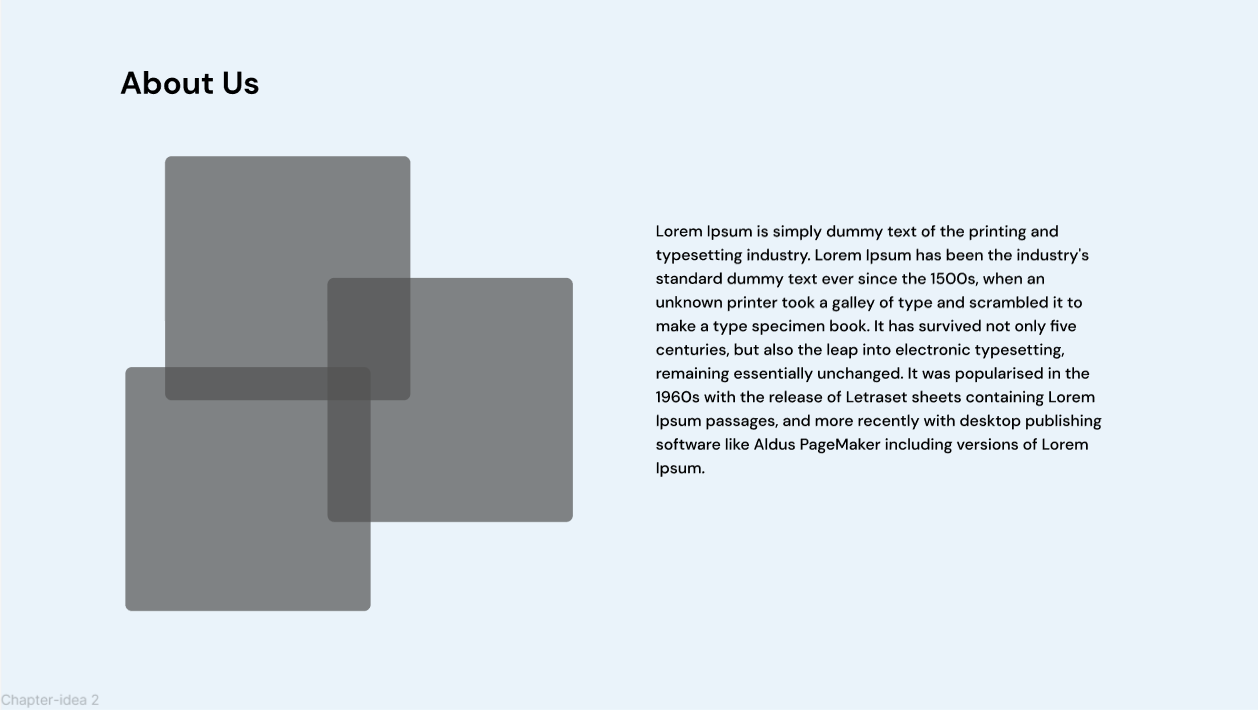 About Us
Lorem Ipsum is simply dummy text of the printing and
typesetting industry. Lorem Ipsum has been the industry's
standard dummy text ever since the 1500s, when an
unknown printer took a galley of type and scrambled it to
make a type specimen book. It has survived not only five
centuries, but also the leap into electronic typesetting,
remaining essentially unchanged. It was popularised in the
1960s with the release of Letraset sheets containing Lorem
Ipsum passages, and more recently with desktop publishing
software like Aldus PageMaker including versions of Lorem
Ipsum.
Chapter-idea 2